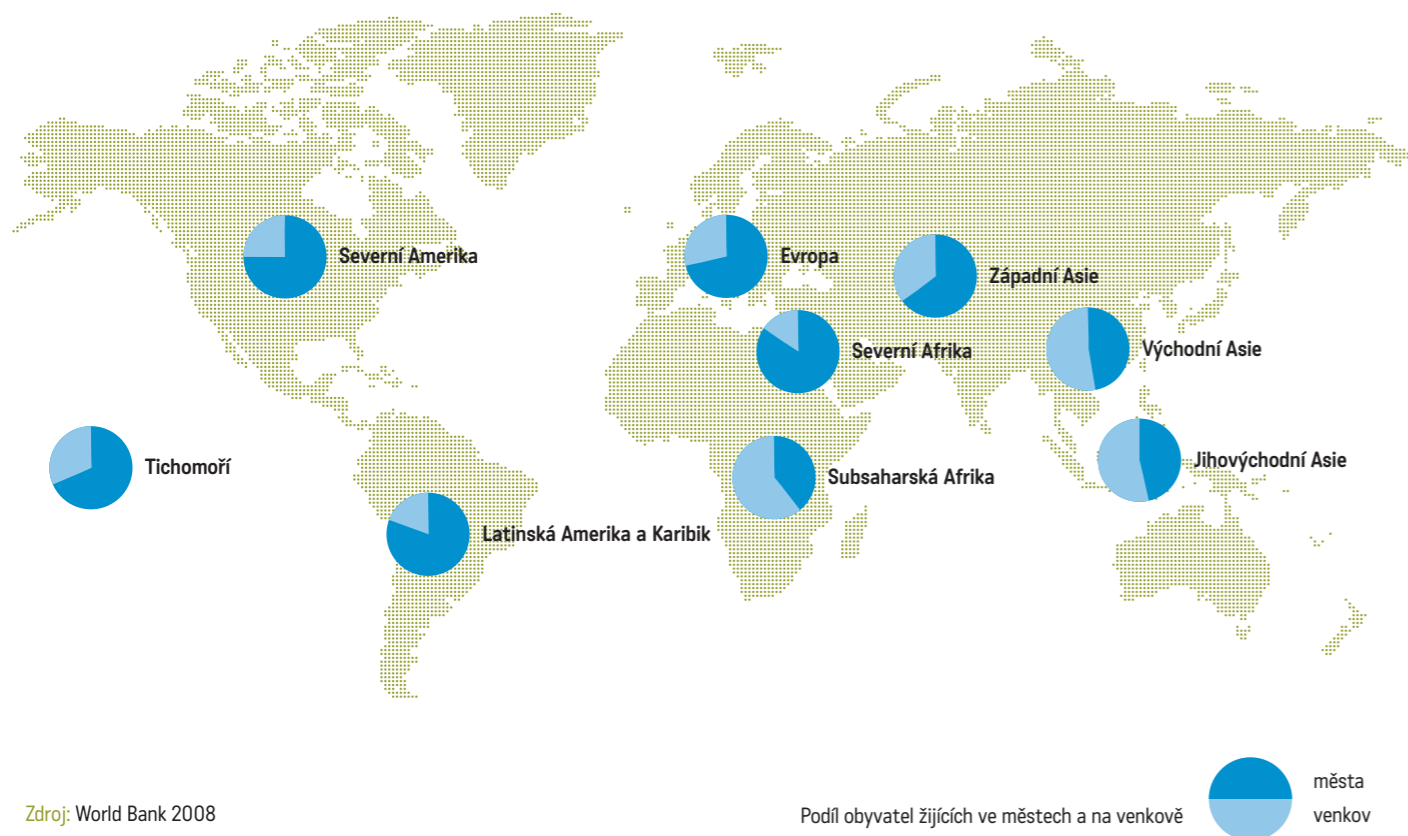 Severní Amerika
Evropa
Západní Asie
Severní Afrika
Východní Asie
Tichomoří
Jihovýchodní Asie
Subsaharská Afrika
Latinská Amerika a Karibik
města
Zdroj: World Bank 2008
Podíl obyvatel žijících ve městech a na venkově
venkov